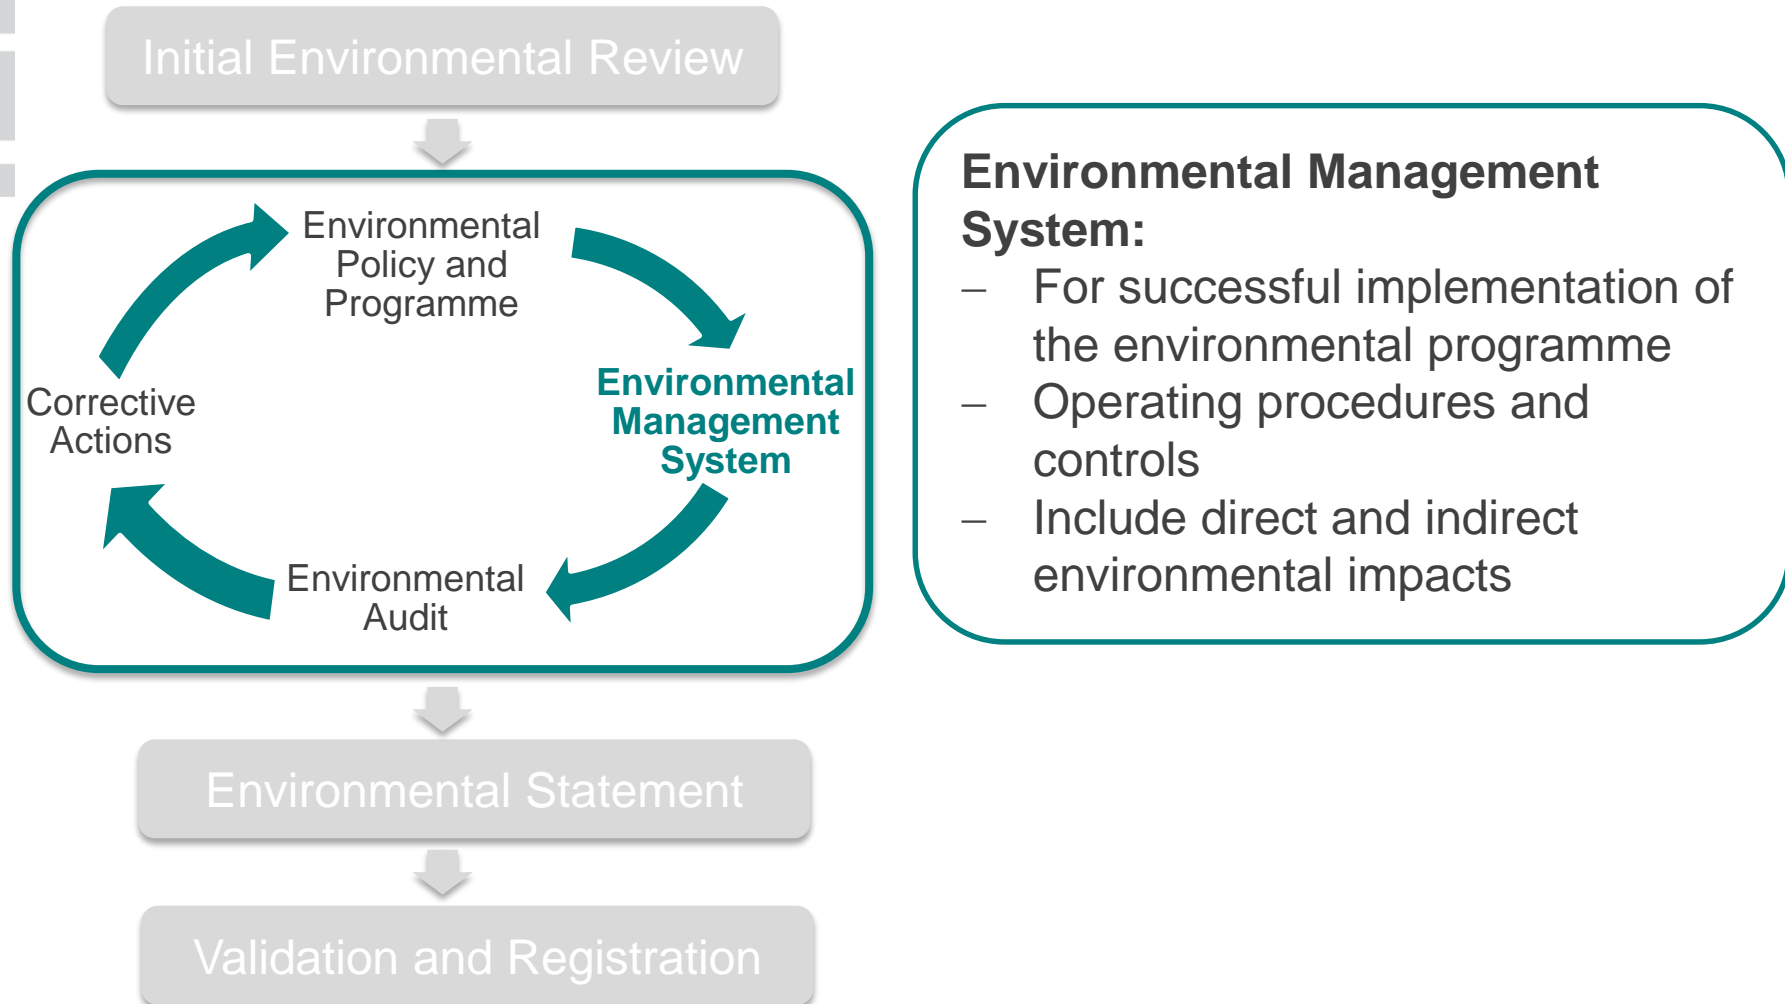 Initial Environmental Review
Environmental
Policy and
Programme
Environmental
Management
System
Environmental
Audit
Corrective
Actions
Environmental Statement
Validation and Registration
Environmental Management
System:
– For successful implementation of
the environmental programme
– Operating procedures and
controls
– Include direct and indirect
environmental impacts